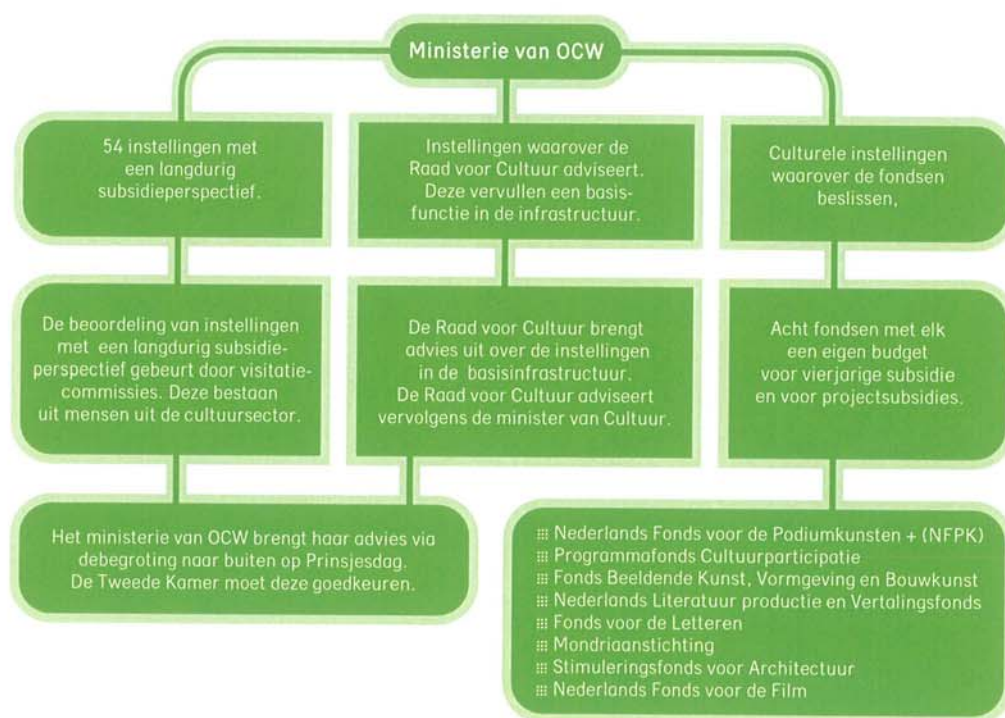 Ministerie van OCW
54 instellingen met
een langdurig
subsidieperspectief.
Instellingen waarover de
Raad voor Cultuur adviseert.
Deze vervullen een basis-
functie in de infrastructuur.
Culturele instellingen
waarover de fondsen
beslissen,
De beoordeling van instellingen
met een langdurig subsidie-
perspectief gebeurt door visitatie-
commissies. Deze bestaan
uit mensen uit de cultuursector.
De Raad voor Cultuur brengt
advies uit over de instellingen
in de basisinfrastructuur.
De Raad voor Cultuur adviseert
vervolgens de minister van Cultuur.
Acht fondsen met elk
een eigen budget
voor vierjarige subsidie
en voor projectsubsidies.
Het ministerie van OCW brengt haar advies via
debegroting naar buiten op Prinsjesdag.
De Tweede Kamer moet deze goedkeuren.
Nederlands Fonds voor de Podiumkunsten + (NFPK)
Programmafonds Cultuurparticipatie
Fonds Beeldende Kunst, Vormgeving en Bouwkunst
Nederlands Literatuur productie en Vertalingsfonds
Fonds voor de Letteren
Mondriaanstichting
Stimuleringsfonds voor Architectuur
Nederlands Fonds voor de Film